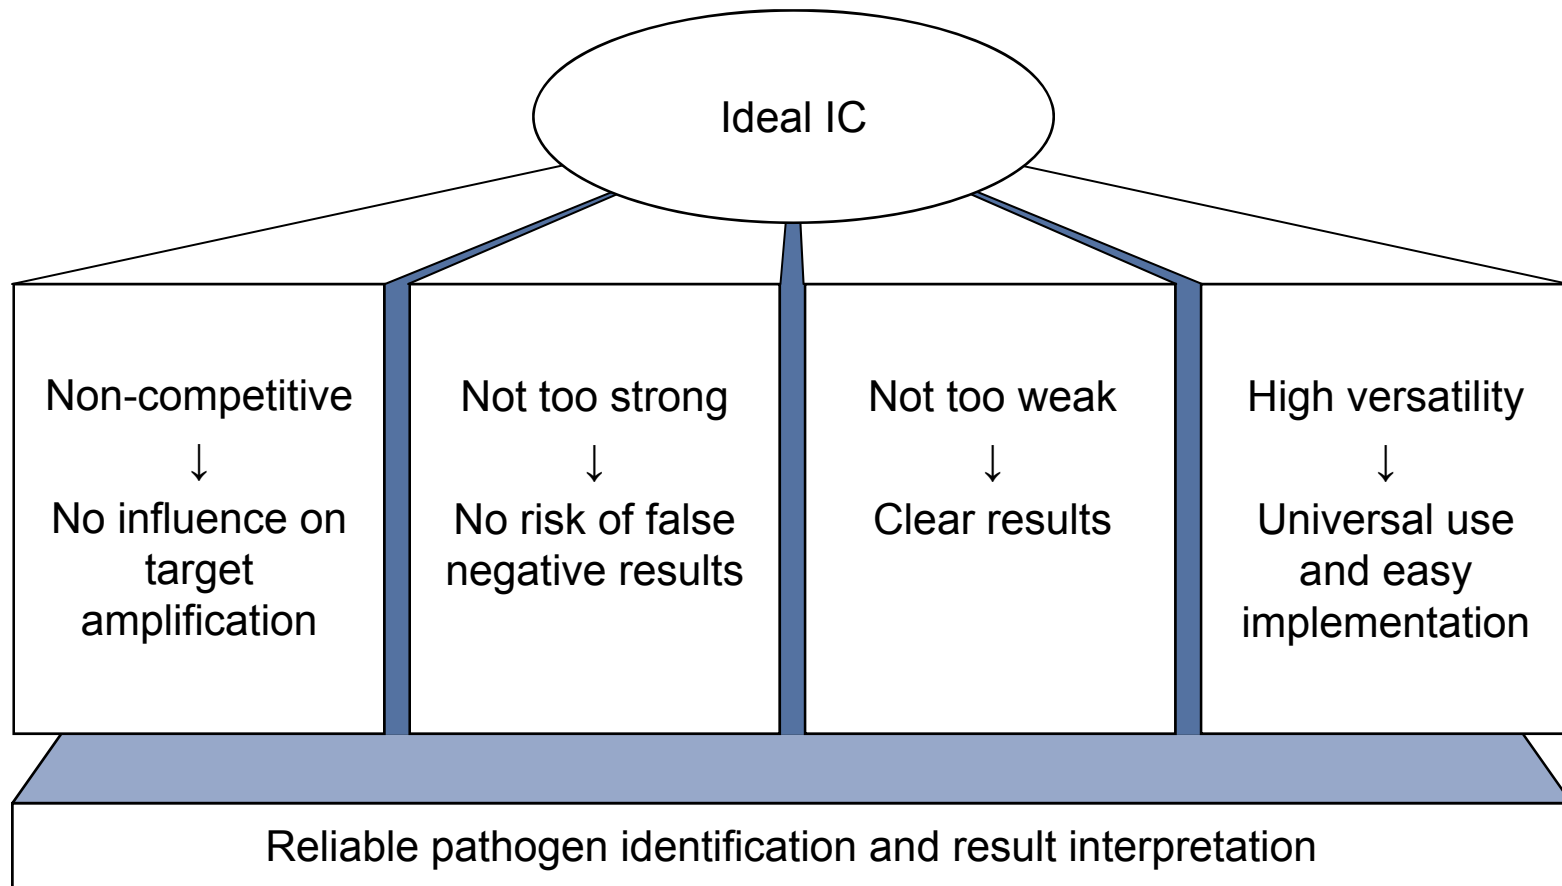 Ideal IC
Non-competitive
↓
No influence on
target
amplification
Not too strong
↓
No risk of false
negative results
Not too weak
↓
Clear results
High versatility
↓
Universal use
and easy
implementation
Reliable pathogen identification and result interpretation